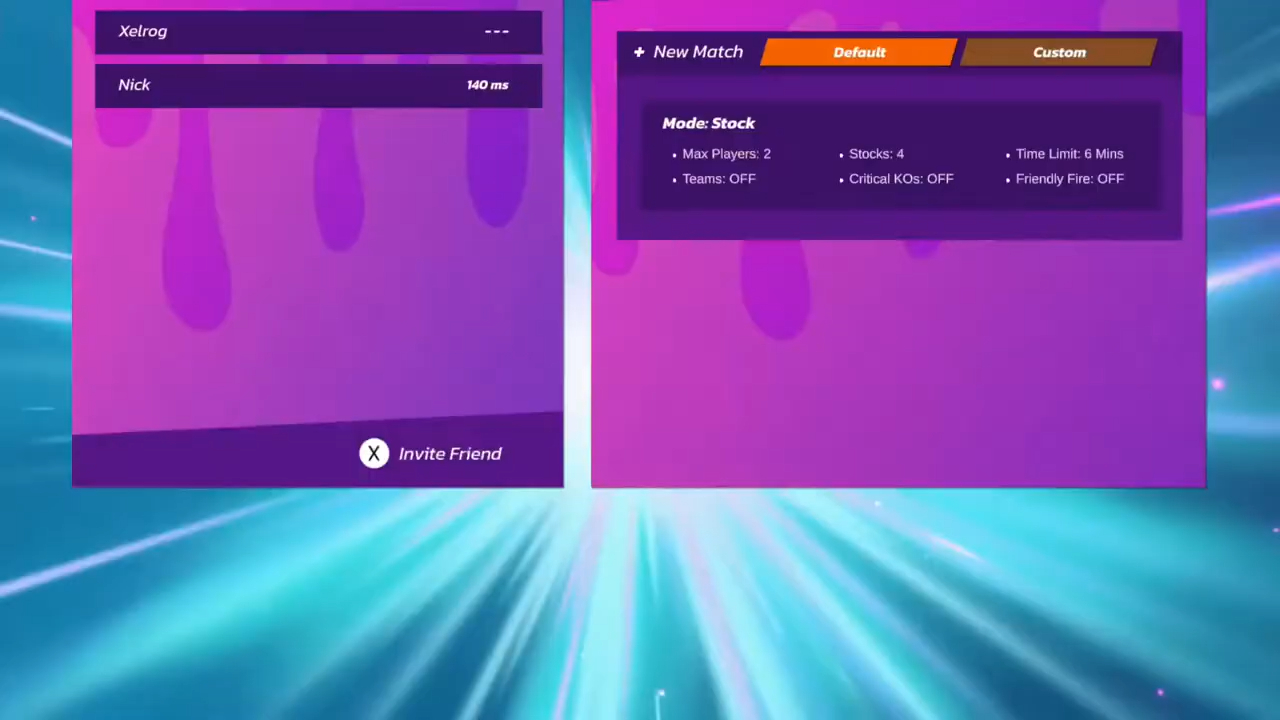 Xelrog ---
Nick 140 ms
X Invite Friend
+ New Match Default Custom
Mode: Stock
• Max Players: 2 • Stocks: 4 • Time Limit: 6 Mins
• Teams: OFF • Critical KOs: OFF • Friendly Fire: OFF